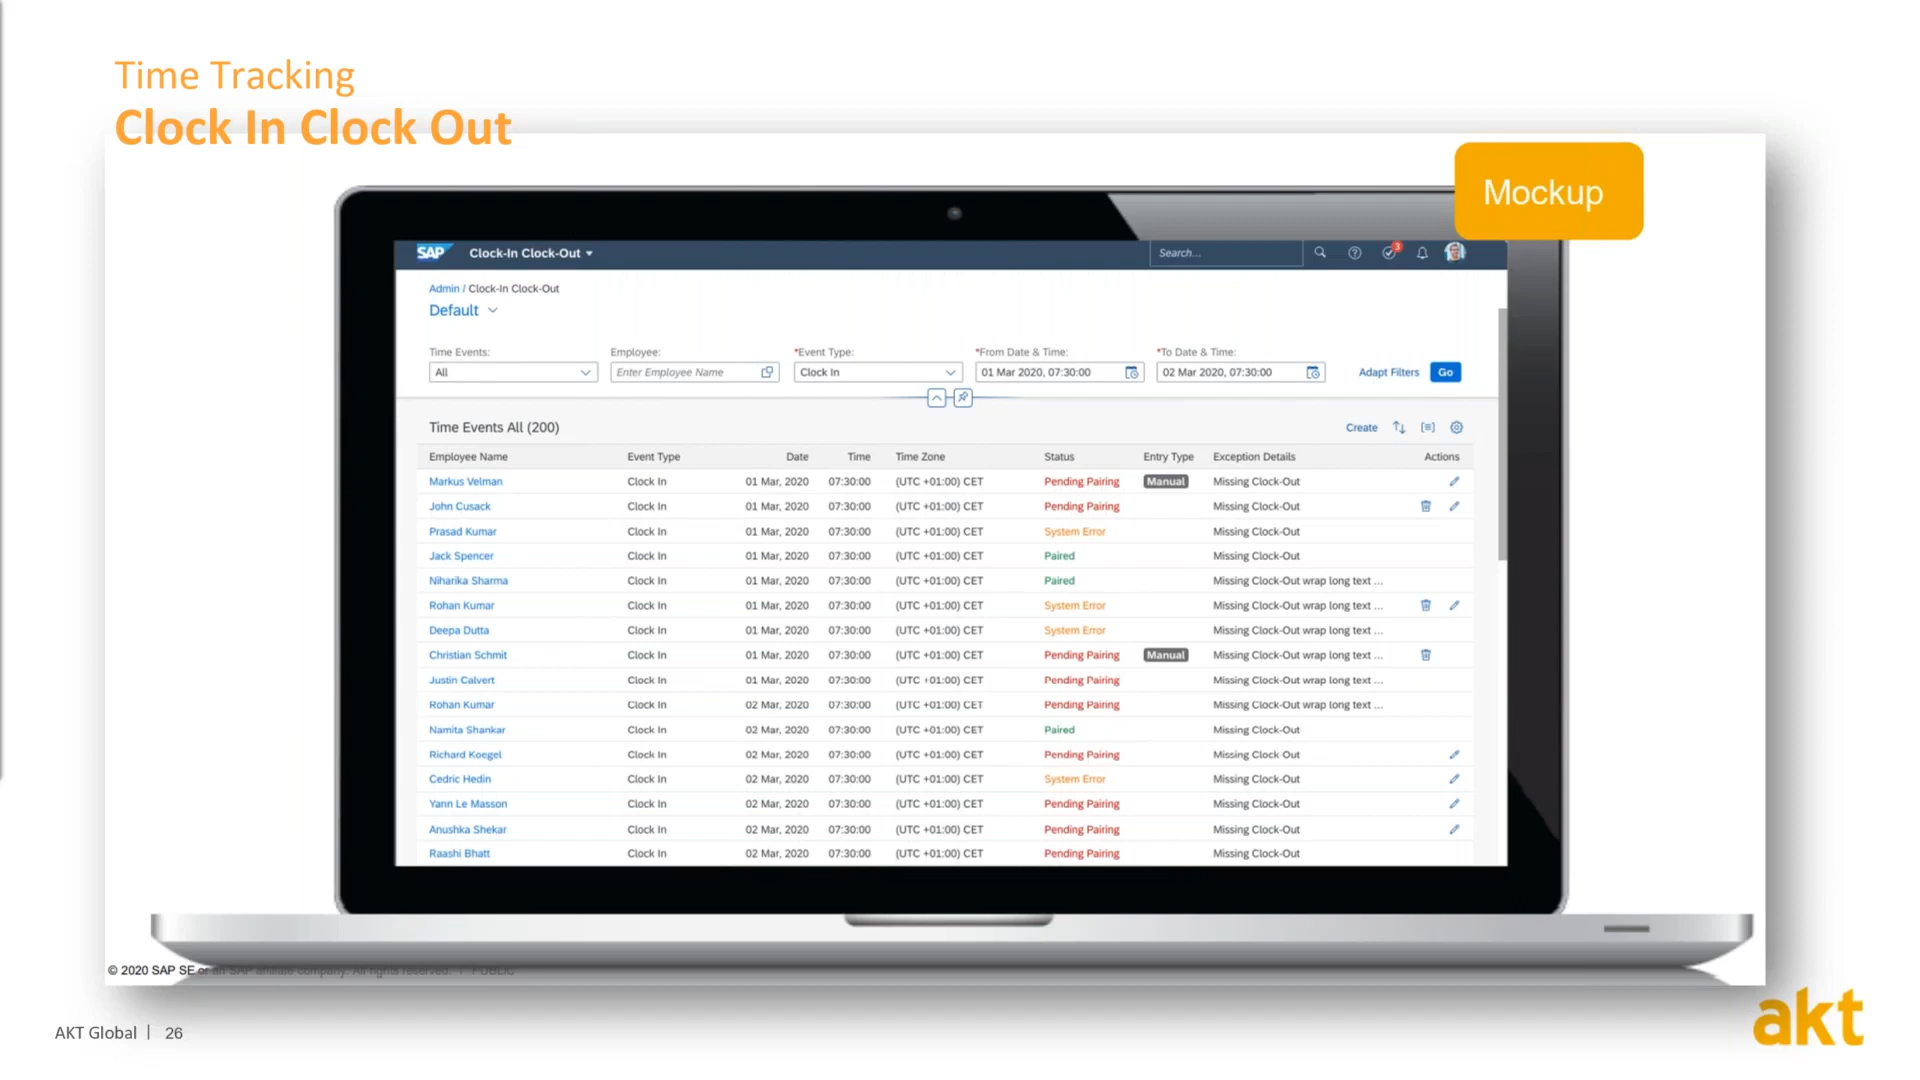 Time Tracking
Clock In Clock Out
Mockup
SAP Clock-In Clock-Out Search... 3
Admin / Clock-In Clock-Out
Default
Time Events: Employee: *Event Type: *From Date & Time: *To Date & Time:
All Enter Employee Name Clock In 01 Mar 2020, 07:30:00 02 Mar 2020, 07:30:00 Adapt Filters Go
Time Events All (200) Create
Employee Name Event Type Date Time Time Zone Status Entry Type Exception Details Actions
Markus Velman Clock In 01 Mar, 2020 07:30:00 (UTC +01:00) CET Pending Pairing Manual Missing Clock-Out
John Cusack Clock In 01 Mar, 2020 07:30:00 (UTC +01:00) CET Pending Pairing Missing Clock-Out
Prasad Kumar Clock In 01 Mar, 2020 07:30:00 (UTC +01:00) CET System Error Missing Clock-Out
Jack Spencer Clock In 01 Mar, 2020 07:30:00 (UTC +01:00) CET Paired Missing Clock-Out
Niharika Sharma Clock In 01 Mar, 2020 07:30:00 (UTC +01:00) CET Paired Missing Clock-Out wrap long text ...
Rohan Kumar Clock In 01 Mar, 2020 07:30:00 (UTC +01:00) CET System Error Missing Clock-Out wrap long text ...
Deepa Dutta Clock In 01 Mar, 2020 07:30:00 (UTC +01:00) CET System Error Missing Clock-Out wrap long text ...
Christian Schmit Clock In 01 Mar, 2020 07:30:00 (UTC +01:00) CET Pending Pairing Manual Missing Clock-Out wrap long text ...
Justin Calvert Clock In 01 Mar, 2020 07:30:00 (UTC +01:00) CET Pending Pairing Missing Clock-Out wrap long text ...
Rohan Kumar Clock In 02 Mar, 2020 07:30:00 (UTC +01:00) CET Pending Pairing Missing Clock-Out wrap long text ...
Namita Shankar Clock In 02 Mar, 2020 07:30:00 (UTC +01:00) CET Paired Missing Clock-Out
Richard Koegel Clock In 02 Mar, 2020 07:30:00 (UTC +01:00) CET Pending Pairing Missing Clock-Out
Cedric Hedin Clock In 02 Mar, 2020 07:30:00 (UTC +01:00) CET System Error Missing Clock-Out
Yann Le Masson Clock In 02 Mar, 2020 07:30:00 (UTC +01:00) CET Pending Pairing Missing Clock-Out
Anushka Shekar Clock In 02 Mar, 2020 07:30:00 (UTC +01:00) CET Pending Pairing Missing Clock-Out
Raashi Bhatt Clock In 02 Mar, 2020 07:30:00 (UTC +01:00) CET Pending Pairing Missing Clock-Out
© 2020 SAP SE or an SAP affiliate company. All rights reserved. | PUBLIC
AKT Global | 26
akt